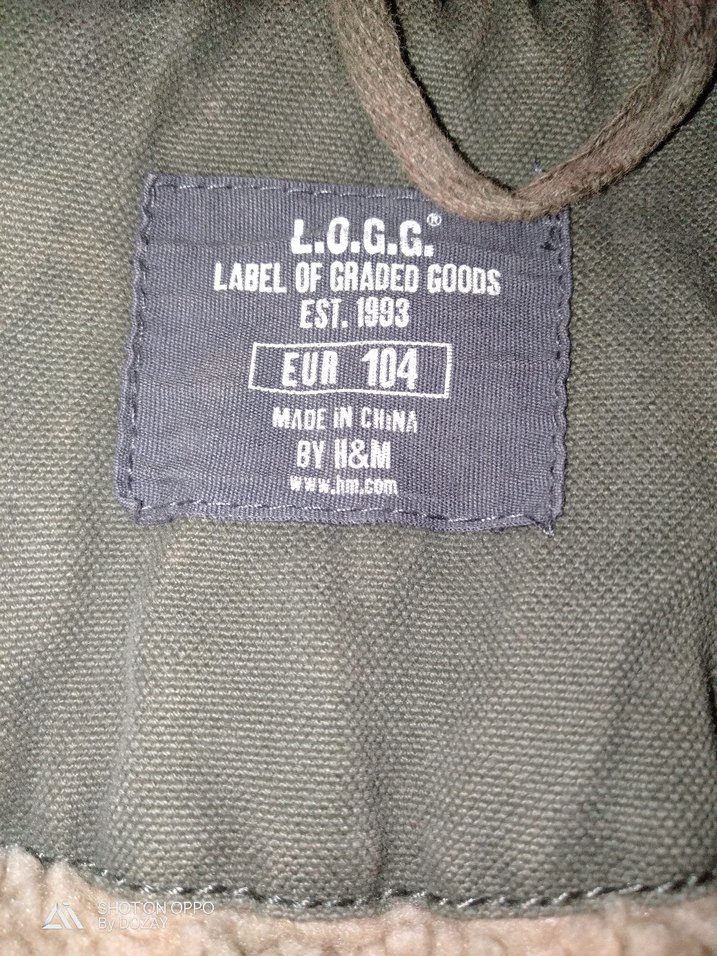 L.O.G.G.®
LABEL OF GRADED GOODS
EST. 1993
EUR 104
MADE IN CHINA
BY H&M
www.hm.com
SHOT ON OPPO
By DOZAY